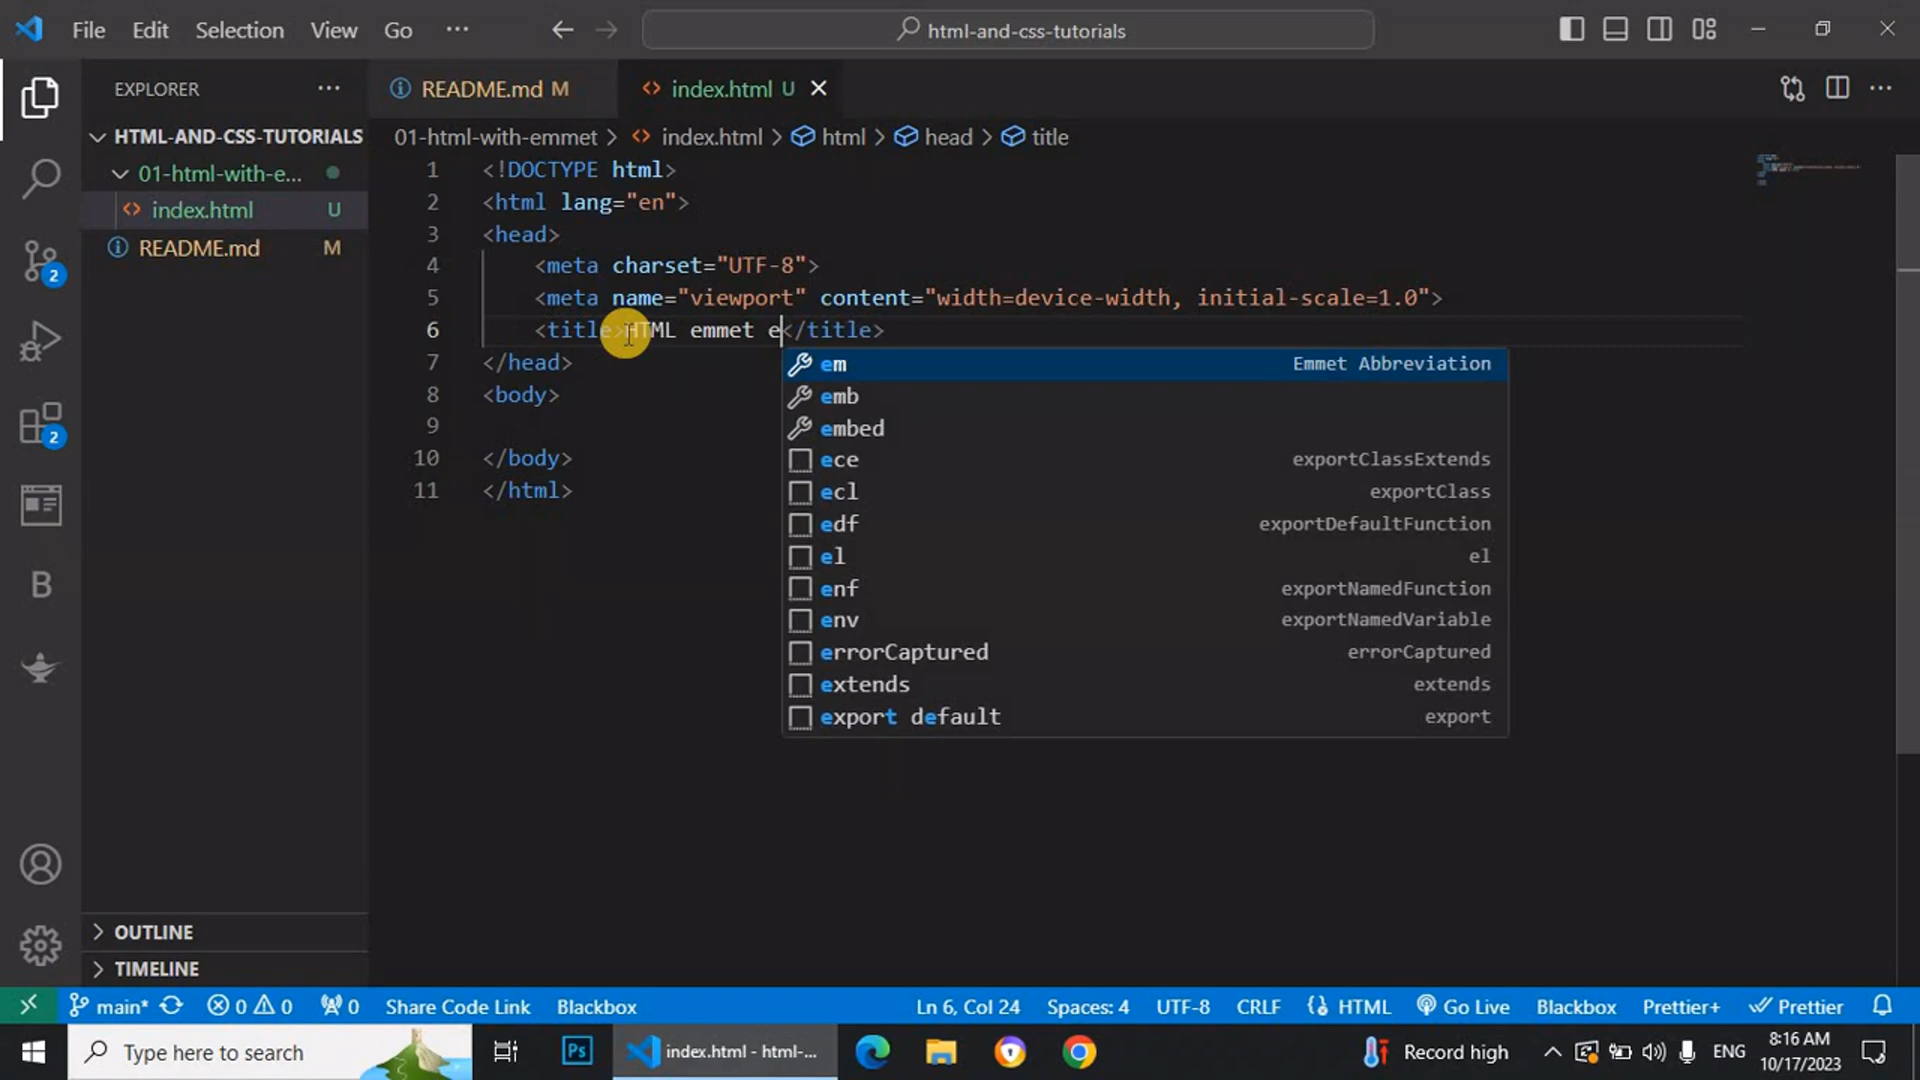 File Edit Selection View Go ··· html-and-css-tutorials
EXPLORER ···
README.md M index.html U
HTML-AND-CSS-TUTORIALS
01-html-with-e...
index.html U
README.md M
01-html-with-emmet > index.html > html > head > title
1 <!DOCTYPE html>
2 <html lang="en">
3 <head>
4 <meta charset="UTF-8">
5 <meta name="viewport" content="width=device-width, initial-scale=1.0">
6 <title>HTML emmet e</title>
7 </head>
8 <body>
9
10 </body>
11 </html>
em Emmet Abbreviation
emb
embed
ece exportClassExtends
ecl exportClass
edf exportDefaultFunction
el el
enf exportNamedFunction
env exportNamedVariable
errorCaptured errorCaptured
extends extends
export default export
2
2
B
OUTLINE
TIMELINE
main* 0 0 0 Share Code Link Blackbox Ln 6, Col 24 Spaces: 4 UTF-8 CRLF HTML Go Live Blackbox Prettier+ Prettier
Type here to search Ps index.html - html-... Record high ENG 8:16 AM
10/17/2023